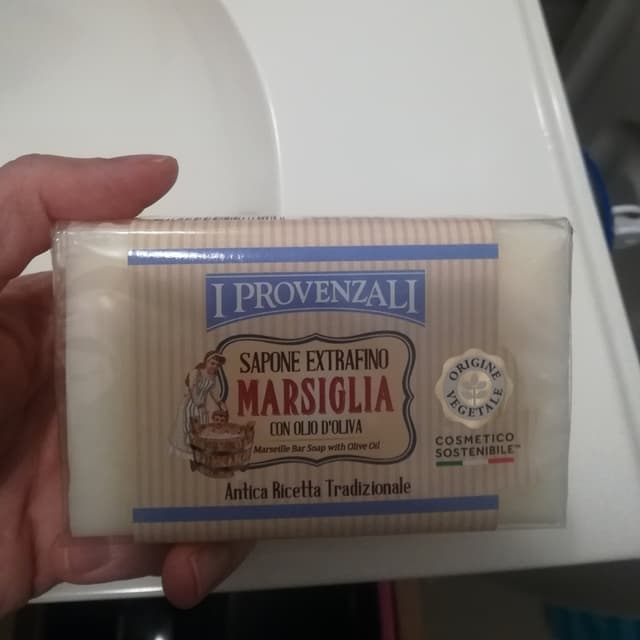 I PROVENZALI
SAPONE EXTRAFINO
MARSIGLIA
CON OLIO D'OLIVA
Marseille Bar Soap with Olive Oil
Antica Ricetta Tradizionale
ORIGINE
VEGETALE
COSMETICO
SOSTENIBILE™